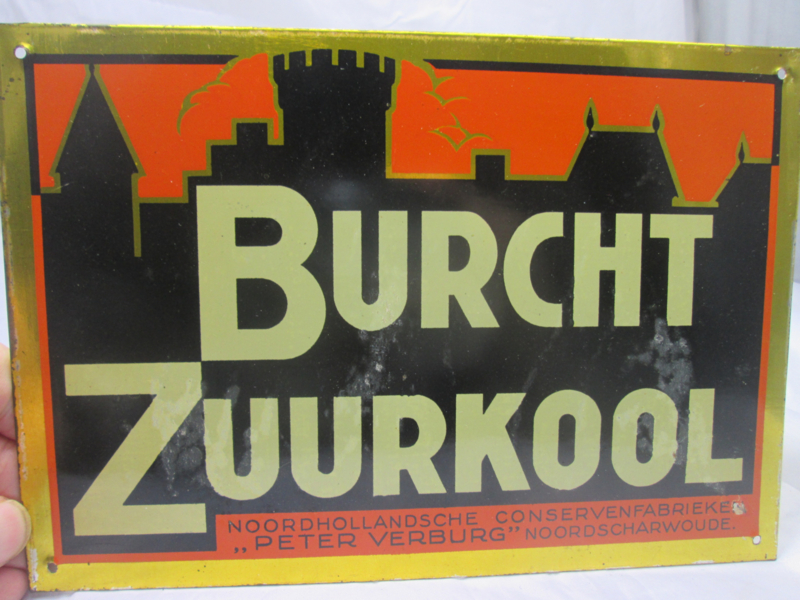 BURCHT
ZUURKOOL
NOORDHOLLANDSCHE CONSERVENFABRIEKEN
„PETER VERBURG” NOORDSCHARWOUDE.